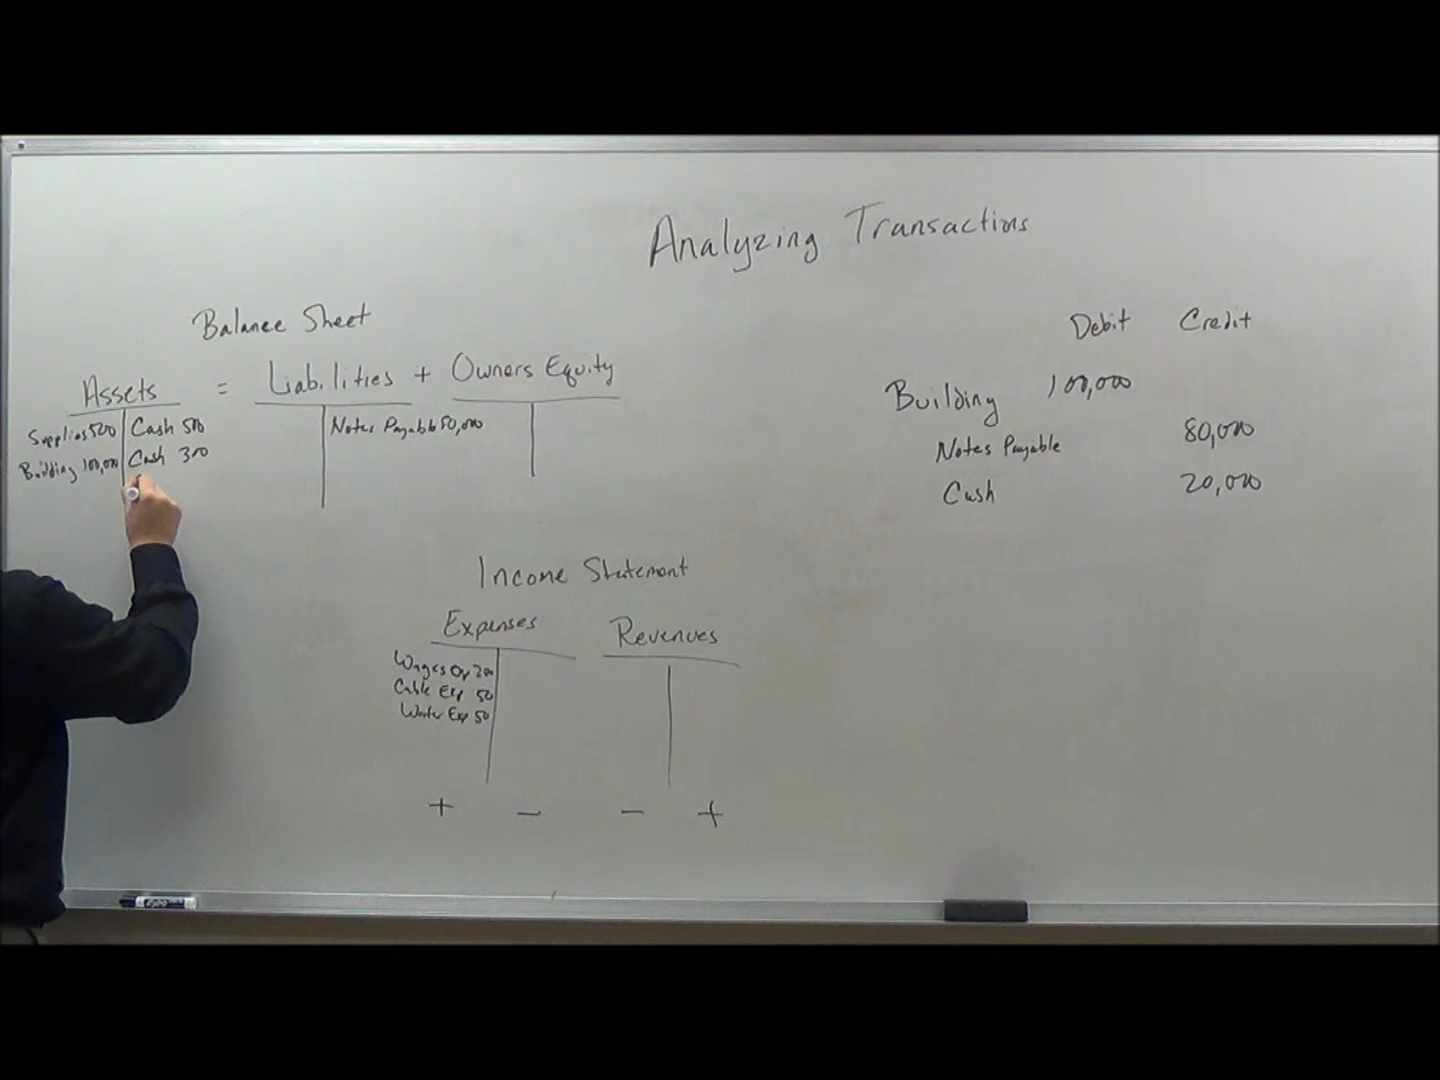 Analyzing Transactions
Balance Sheet
Assets = Liabilities + Owners Equity
Supplies 500 Cash 500
Building 100,000 Cash 300
Notes Payable 80,000
Debit Credit
Building 100,000
Notes Payable 80,000
Cash 20,000
Income Statement
Expenses Revenues
Wages Exp 200
Cable Exp 50
Water Exp 50
+ - - +
EXPO